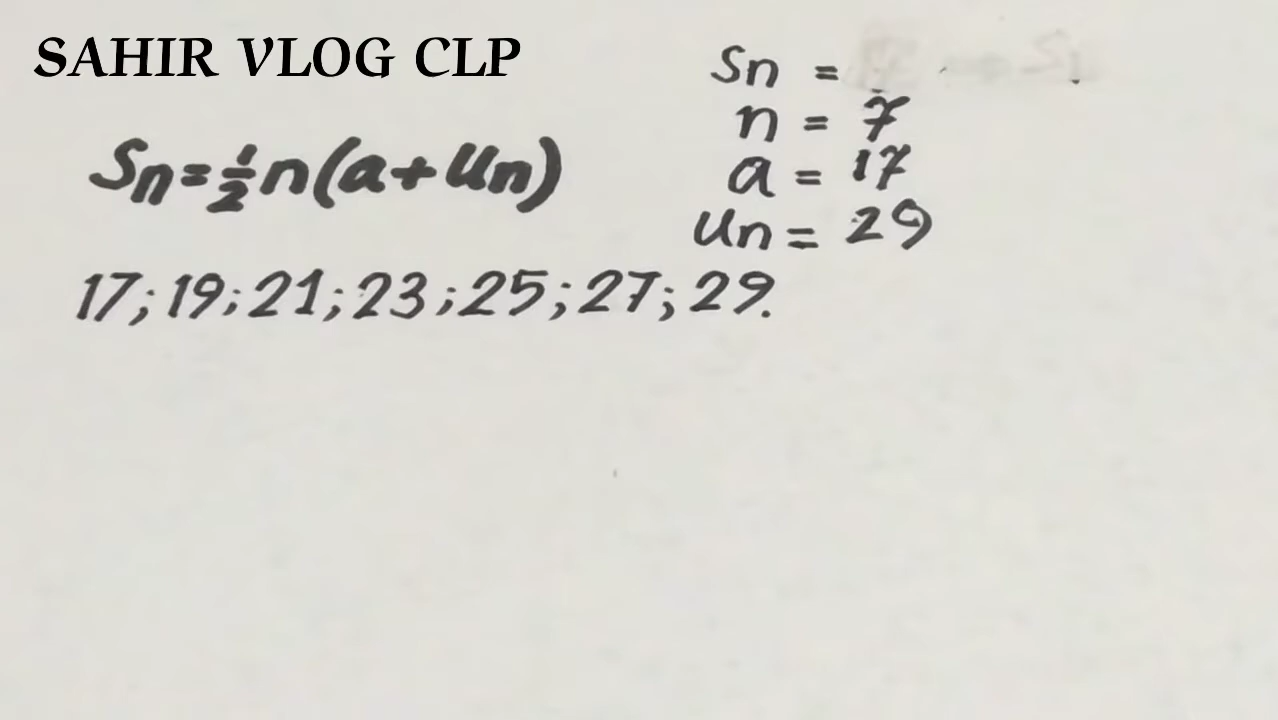 SAHIR VLOG CLP
Sn =
n = 7
a = 17
Un = 29
Sn=½n(a+Un)
17; 19; 21; 23; 25; 27; 29.